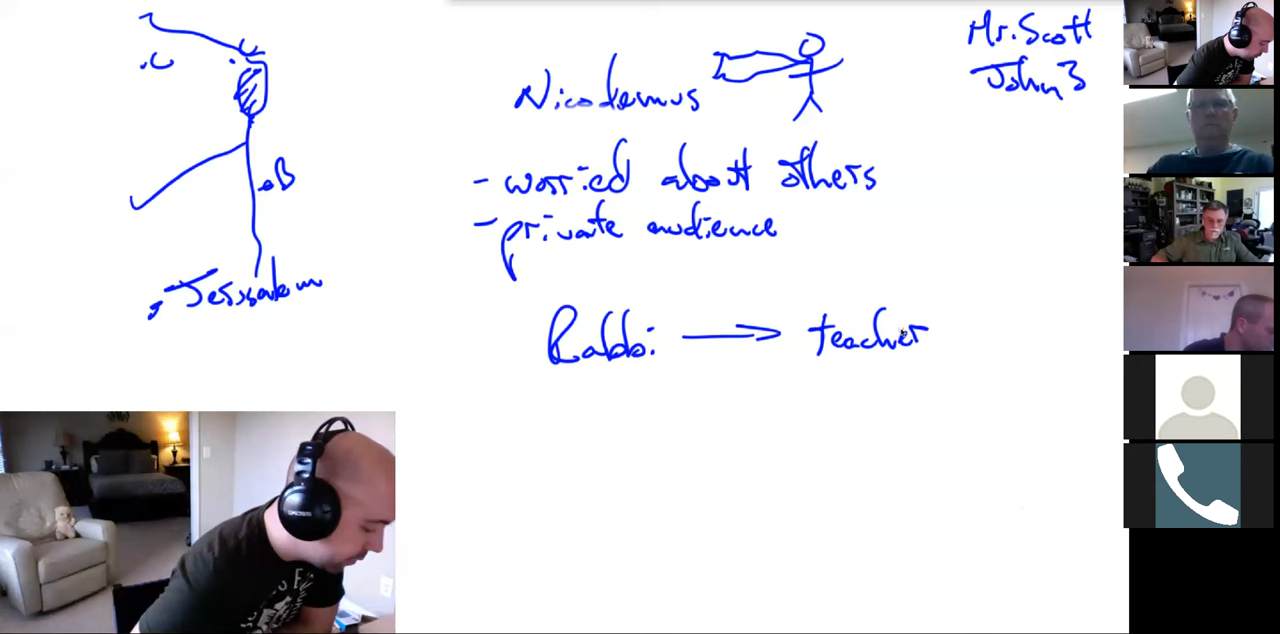 Mr. Scott
John 3
Nicodemus
- worried about others
- private audience
.C
.B
Jerusalem
Rabbi → teacher